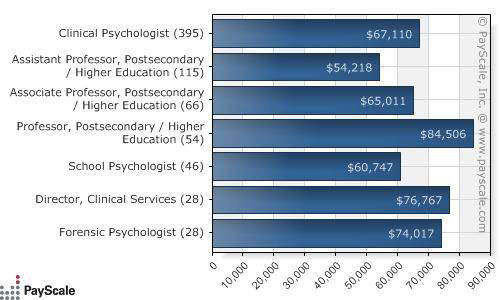 Clinical Psychologist (395)
$67,110
Assistant Professor, Postsecondary
/ Higher Education (115)
$54,218
Associate Professor, Postsecondary
/ Higher Education (66)
$65,011
Professor, Postsecondary / Higher
Education (54)
$84,506
School Psychologist (46)
$60,747
Director, Clinical Services (28)
$76,767
Forensic Psychologist (28)
$74,017
0
10,000
20,000
30,000
40,000
50,000
60,000
70,000
80,000
90,000
© PayScale, Inc. @ www.payscale.com
PayScale